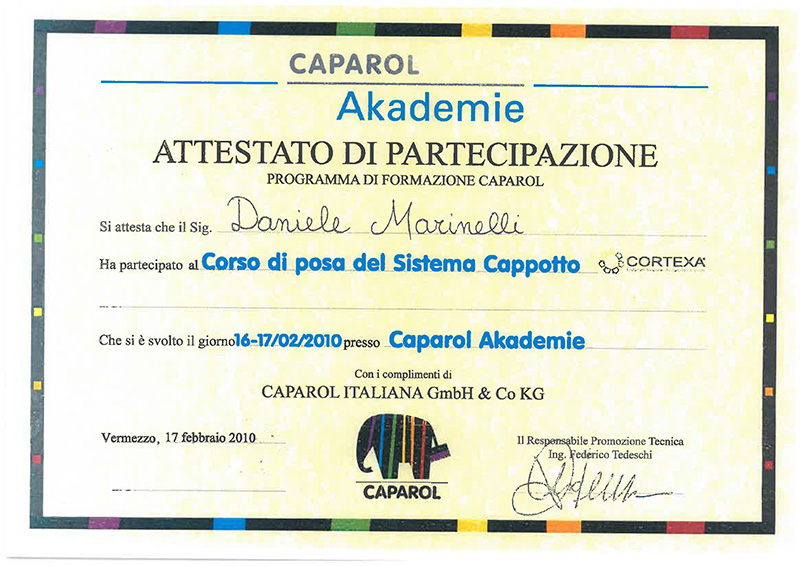 CAPAROL
Akademie
ATTESTATO DI PARTECIPAZIONE
PROGRAMMA DI FORMAZIONE CAPAROL
Si attesta che il Sig. Daniele Marinelli
Ha partecipato al Corso di posa del Sistema Cappotto CORTEXA
Che si è svolto il giorno 16-17/02/2010 presso Caparol Akademie
Con i complimenti di
CAPAROL ITALIANA GmbH & Co KG
Vermezzo, 17 febbraio 2010
Il Responsabile Promozione Tecnica
Ing. Federico Tedeschi
CAPAROL